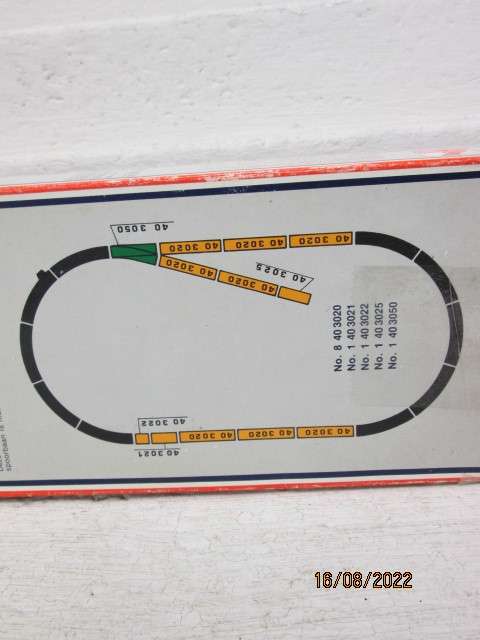 40 3050
40 3020
40 3020
40 3020
40 3020
40 3020
40 3025
No. 8 40 3020
No. 1 40 3021
No. 1 40 3022
No. 1 40 3025
No. 1 40 3050
40 3022
40 3020
40 3020
40 3020
40 3021
spoorbaan is
16/08/2022